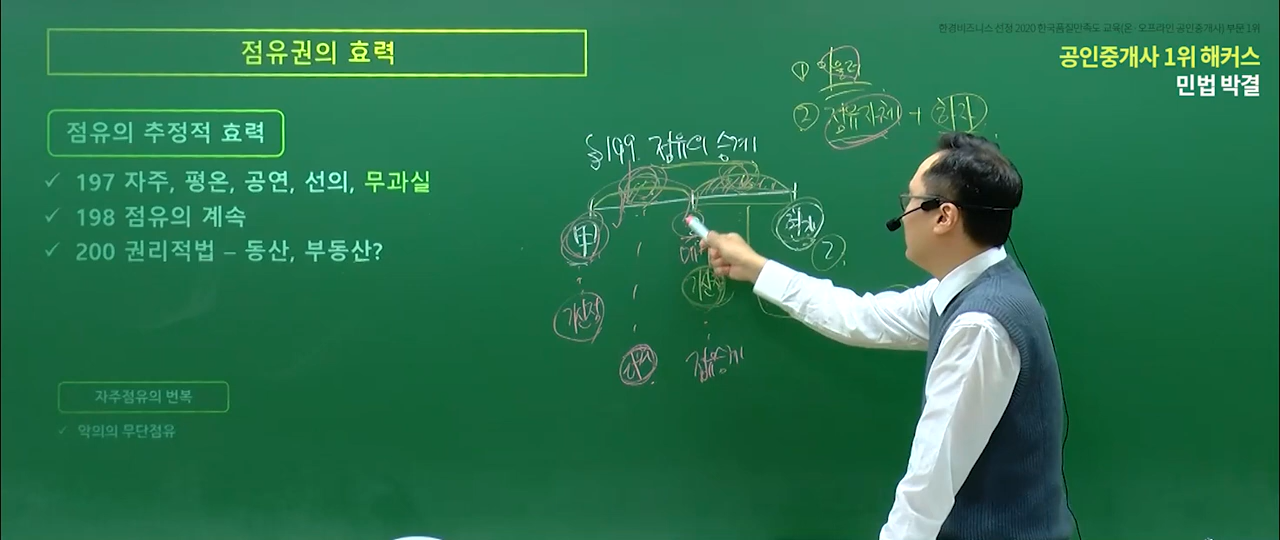 한경비즈니스 선정 2020 한국품질만족도 교육(온·오프라인 공인중개사) 부문 1위
공인중개사 1위 해커스
민법 박결
점유권의 효력
점유의 추정적 효력
✓ 197 자주, 평온, 공연, 선의, 무과실
✓ 198 점유의 계속
✓ 200 권리적법 – 동산, 부동산?
자주점유의 번복
✓ 악의의 무단점유
①
② 점유자체 + 하자
§199. 점유의 승계
甲
2
기산점
점유승계